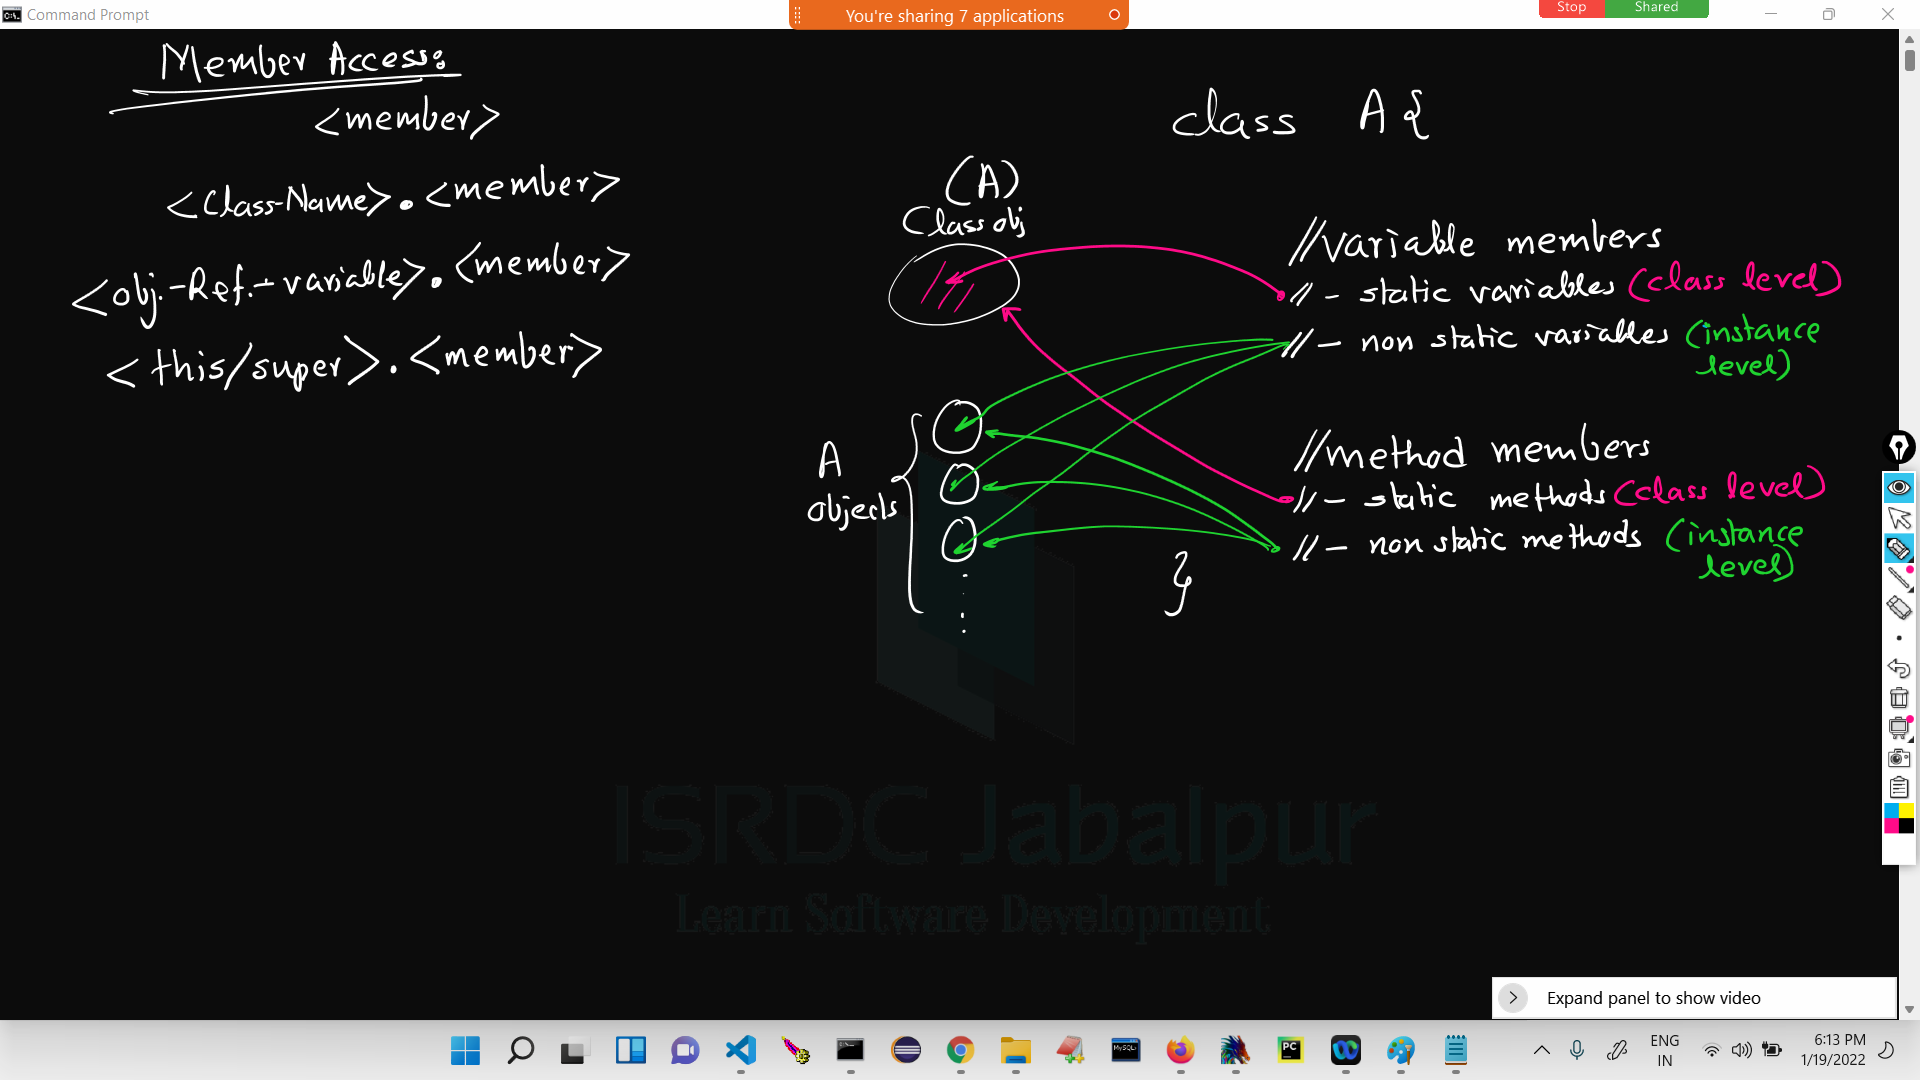 Command Prompt
You're sharing 7 applications
Stop
Shared
Member Access:
<member>
<Class-Name>.<member>
<obj.-Ref.-variable>.<member>
<this/super>.<member>
class A{
(A)
Class obj
//variable members
// - static variables (class level)
// - non static variables (instance
level)
A
objects
//method members
// - static methods (class level)
// - non static methods (instance
level)
}
ISRDC Jabalpur
Learn Software Development
Expand panel to show video
MySQL
PC
ENG
IN
6:13 PM
1/19/2022